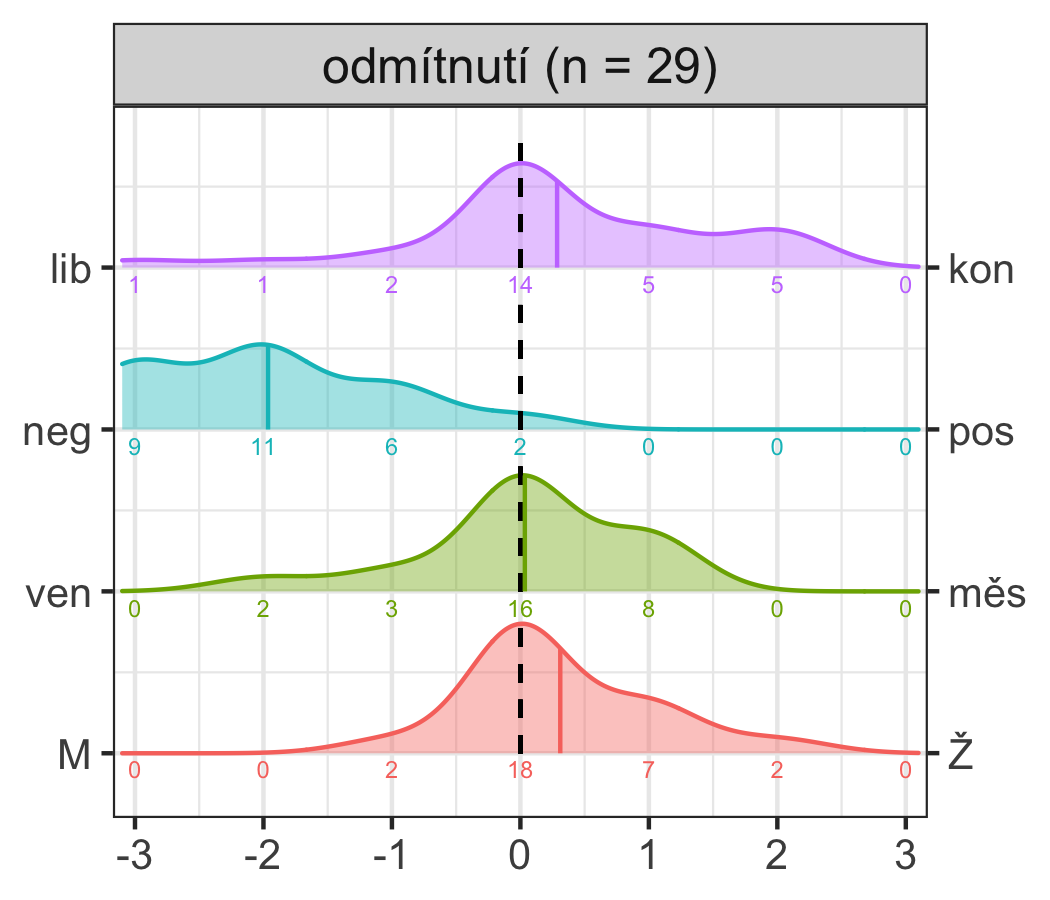 odmítnutí (n = 29)
lib kon
1 1 2 14 5 5 0
neg pos
9 11 6 2 0 0 0
ven měs
0 2 3 16 8 0 0
M Ž
0 0 2 18 7 2 0
-3 -2 -1 0 1 2 3